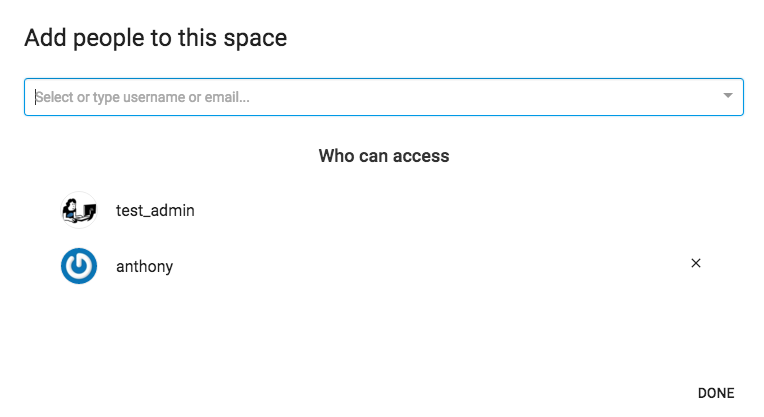 Add people to this space
Select or type username or email...
Who can access
test_admin
anthony
DONE